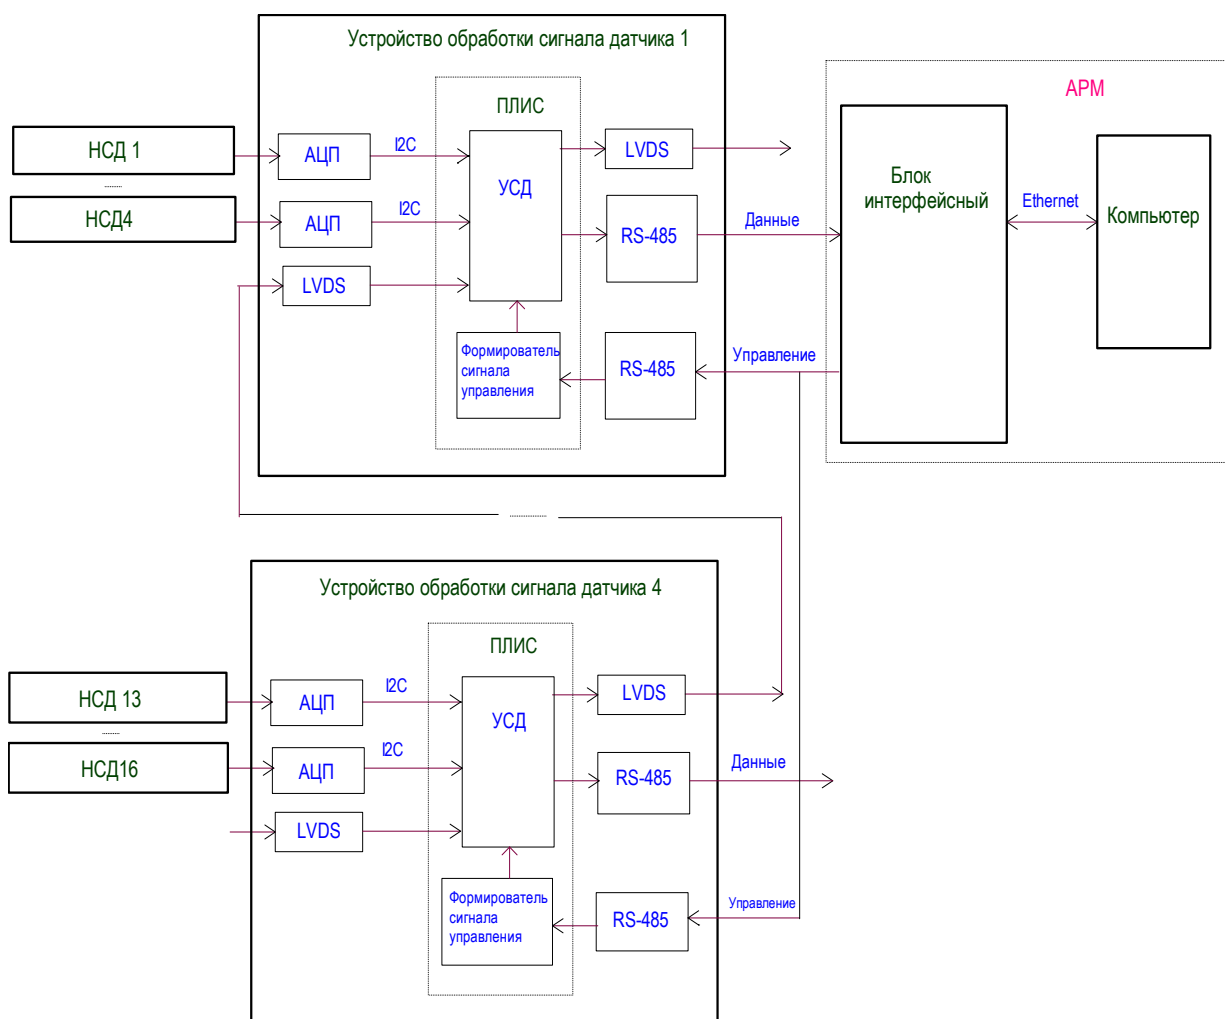 Устройство обработки сигнала датчика 1
АРМ
ПЛИС
НСД 1
АЦП
I2C
LVDS
УСД
Блок
интерфейсный
НСД4
АЦП
I2C
RS-485
Данные
Ethernet
Компьютер
LVDS
Формирователь
сигнала
управления
RS-485
Управление
Устройство обработки сигнала датчика 4
ПЛИС
НСД 13
АЦП
I2C
LVDS
УСД
НСД16
АЦП
I2C
RS-485
Данные
LVDS
Формирователь
сигнала
управления
RS-485
Управление